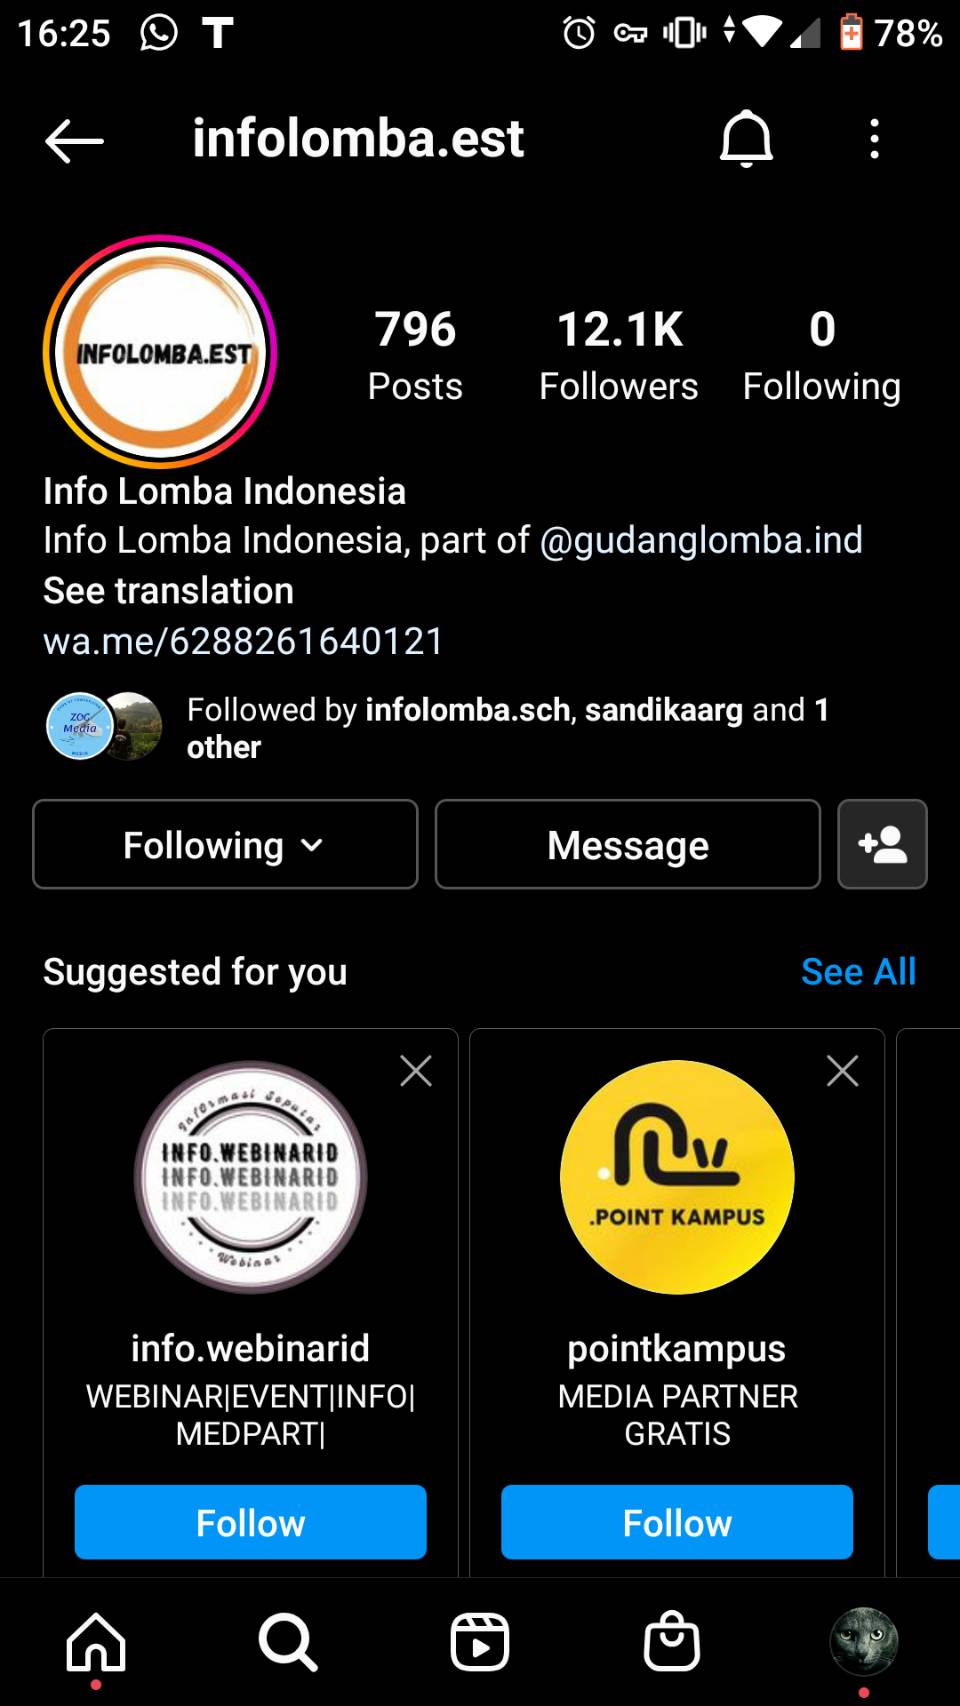 16:25 T 78%
infolomba.est
INFOLOMBA.EST
796 12.1K 0
Posts Followers Following
Info Lomba Indonesia
Info Lomba Indonesia, part of @gudanglomba.ind
See translation
wa.me/6288261640121
ZOG
Media
Followed by infolomba.sch, sandikaarg and 1
other
Following Message
Suggested for you See All
Informasi Seputar
INFO.WEBINARID
INFO.WEBINARID
INFO.WEBINARID
Webinar
.POINT KAMPUS
info.webinarid
WEBINAR|EVENT|INFO|
MEDPART|
Follow
pointkampus
MEDIA PARTNER
GRATIS
Follow